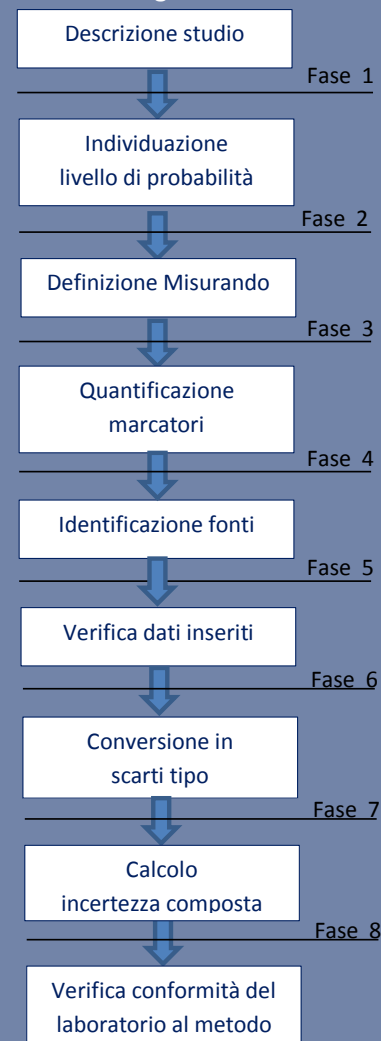 Descrizione studio
Fase 1
Individuazione
livello di probabilità
Fase 2
Definizione Misurando
Fase 3
Quantificazione
marcatori
Fase 4
Identificazione fonti
Fase 5
Verifica dati inseriti
Fase 6
Conversione in
scarti tipo
Fase 7
Calcolo
incertezza composta
Fase 8
Verifica conformità del
laboratorio al metodo